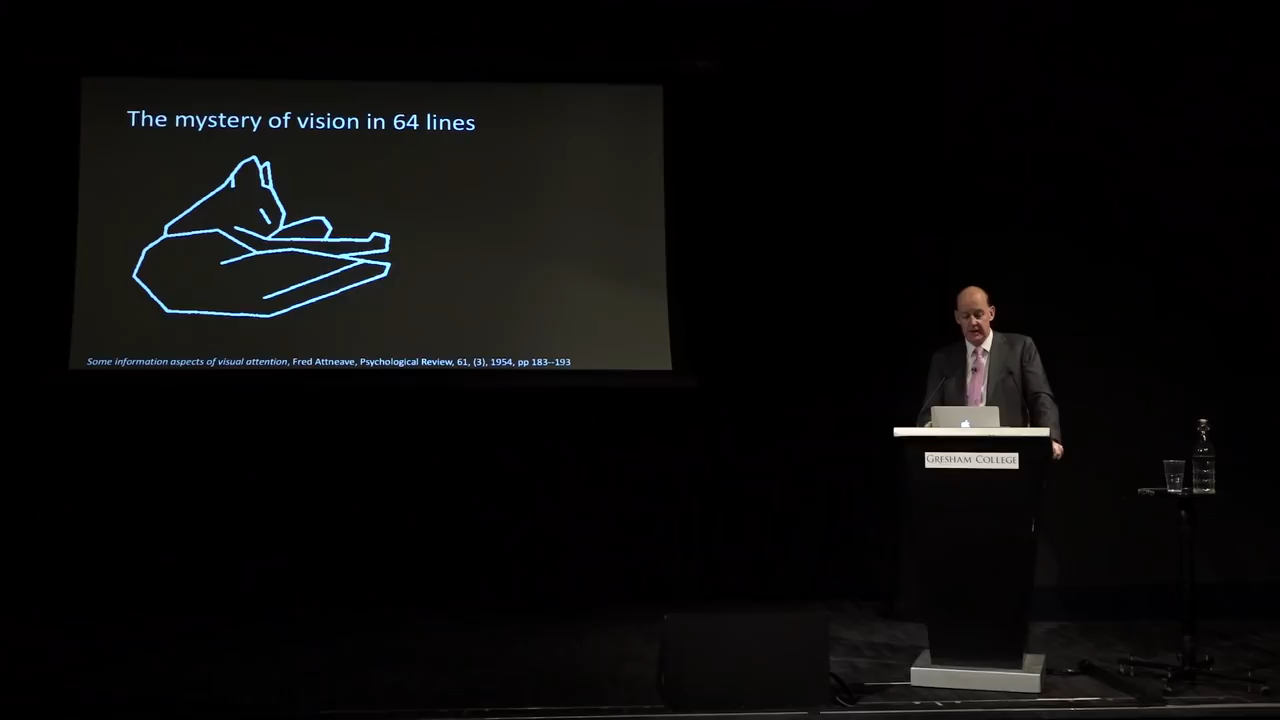 The mystery of vision in 64 lines
Some information aspects of visual attention, Fred Attneave, Psychological Review, 61, (3), 1954, pp 183--193
GRESHAM COLLEGE